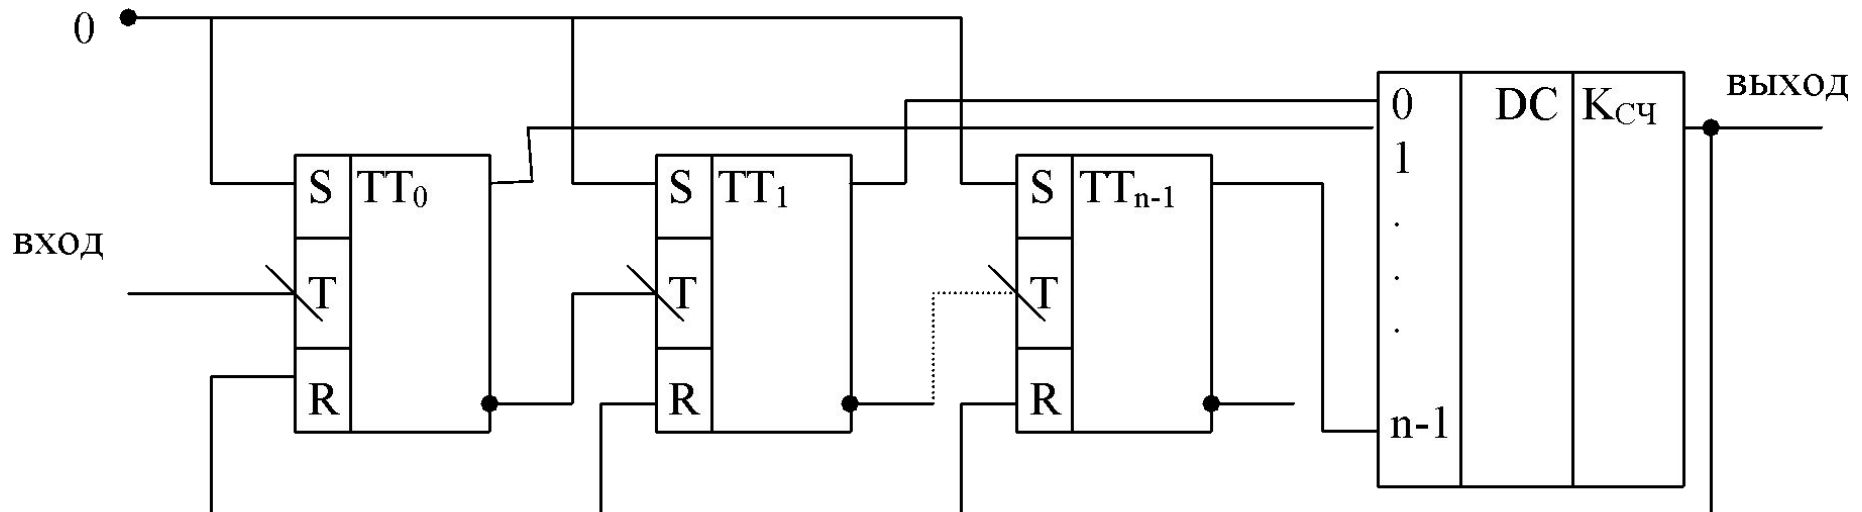 0
выход
0 DC Kсч
1
S TT0 S TT1 S TTn-1
вход
T T T
R R R
.
.
.
n-1